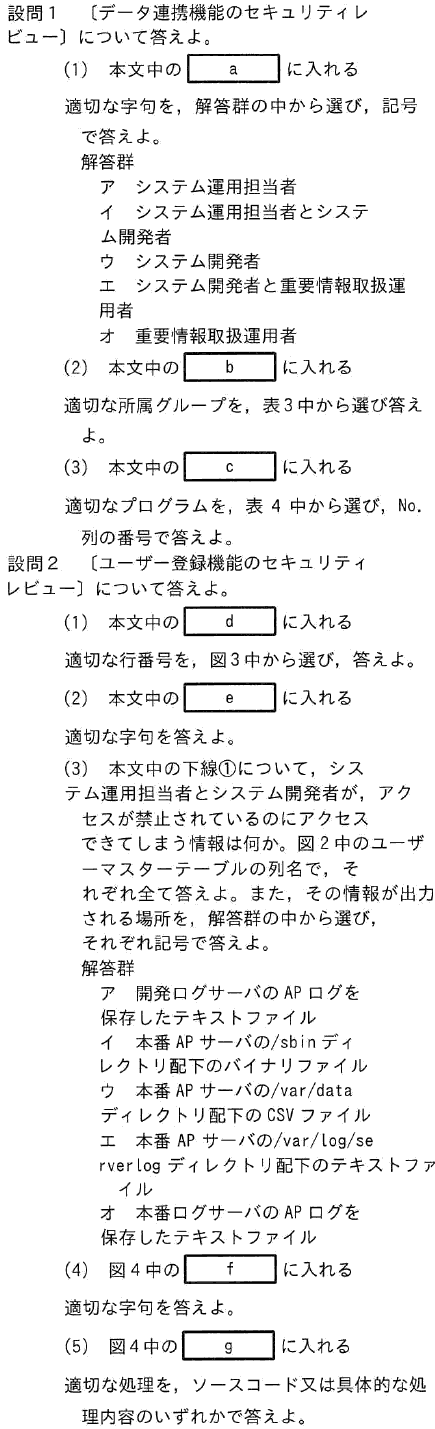 設問1　〔データ連携機能のセキュリティレ
ビュー〕について答えよ。
(1)　本文中の a に入れる
適切な字句を，解答群の中から選び，記号
で答えよ。
解答群
ア　システム運用担当者
イ　システム運用担当者とシステ
ム開発者
ウ　システム開発者
エ　システム開発者と重要情報取扱運
用者
オ　重要情報取扱運用者
(2)　本文中の b に入れる
適切な所属グループを，表3中から選び答え
よ。
(3)　本文中の c に入れる
適切なプログラムを，表 4 中から選び，No.
列の番号で答えよ。
設問2　〔ユーザー登録機能のセキュリティ
レビュー〕について答えよ。
(1)　本文中の d に入れる
適切な行番号を，図3中から選び，答えよ。
(2)　本文中の e に入れる
適切な字句を答えよ。
(3)　本文中の下線①について，シス
テム運用担当者とシステム開発者が，アク
セスが禁止されているのにアクセス
できてしまう情報は何か。図2中のユーザ
ーマスターテーブルの列名で，そ
れぞれ全て答えよ。また，その情報が出力
される場所を，解答群の中から選び，
それぞれ記号で答えよ。
解答群
ア　開発ログサーバの AP ログを
保存したテキストファイル
イ　本番 AP サーバの/sbin ディ
レクトリ配下のバイナリファイル
ウ　本番 AP サーバの/var/data
ディレクトリ配下の CSV ファイル
エ　本番 AP サーバの/var/log/se
rverlog ディレクトリ配下のテキストファ
イル
オ　本番ログサーバの AP ログを
保存したテキストファイル
(4)　図4中の f に入れる
適切な字句を答えよ。
(5)　図4中の g に入れる
適切な処理を，ソースコード又は具体的な処
理内容のいずれかで答えよ。